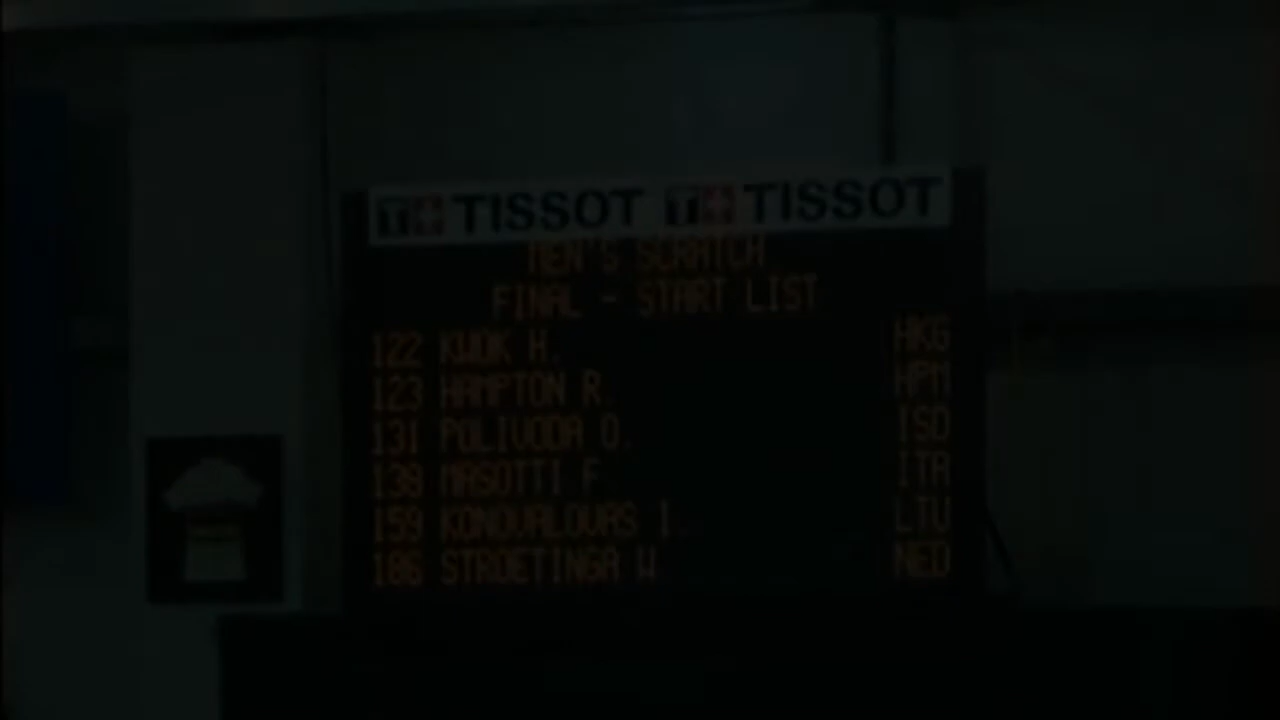 TISSOT TISSOT
MEN'S SCRATCH
FINAL - START LIST
122 KWOK H. HKG
123 HAMPTON R. HPM
131 POLIVODA O. ISD
138 MASOTTI F. ITA
159 KONOVALOVAS I. LTU
186 STROETINGA W. NED